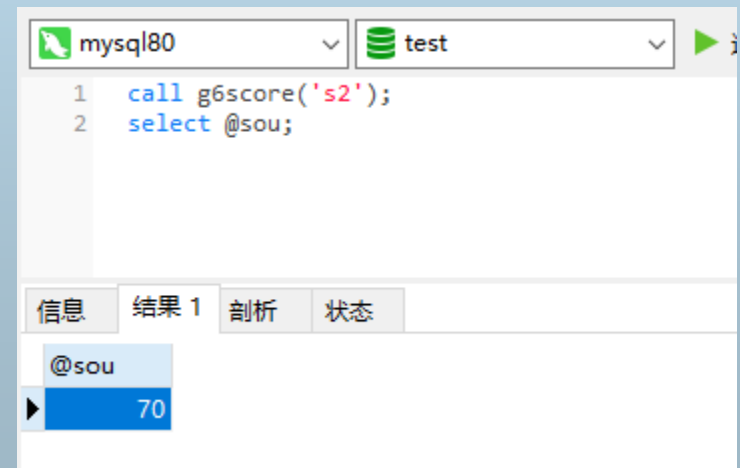 mysql80 test
1 call g6score('s2');
2 select @sou;
信息 结果 1 剖析 状态
@sou
70